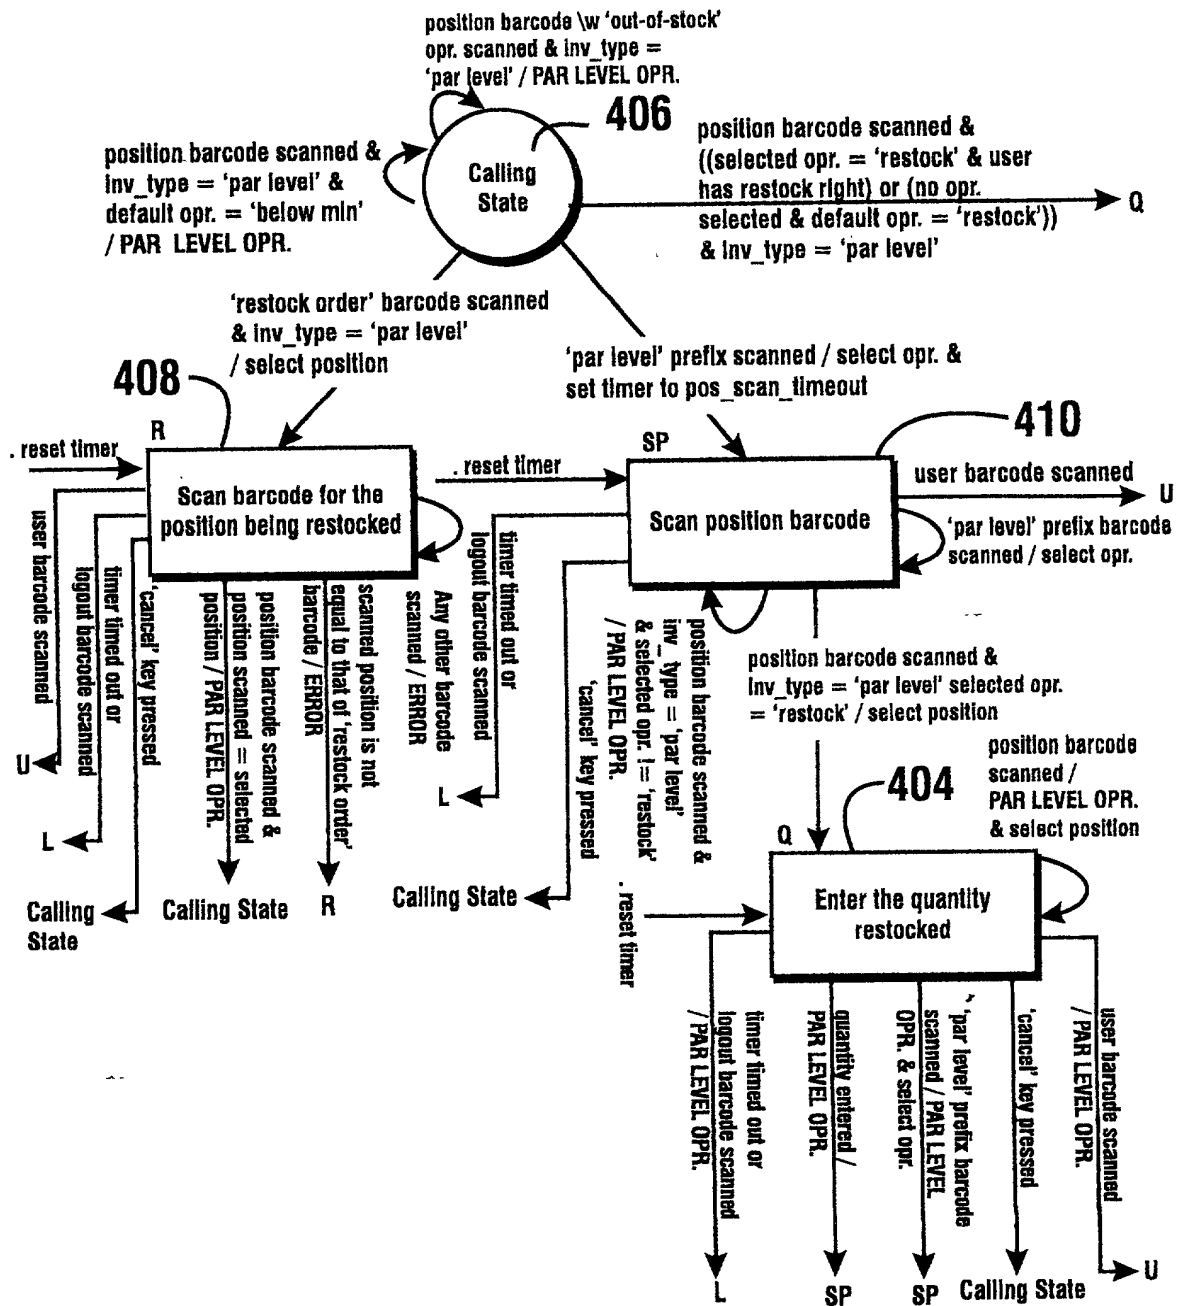 position barcode \w 'out-of-stock'
opr. scanned & inv_type =
'par level' / PAR LEVEL OPR.
406
position barcode scanned &
inv_type = 'par level' &
default opr. = 'below min'
/ PAR LEVEL OPR.
Calling
State
position barcode scanned &
((selected opr. = 'restock' & user
has restock right) or (no opr.
selected & default opr. = 'restock'))
& inv_type = 'par level'
Q
'restock order' barcode scanned
& inv_type = 'par level'
/ select position
'par level' prefix scanned / select opr. &
set timer to pos_scan_timeout
408
R
. reset timer
Scan barcode for the
position being restocked
410
SP
. reset timer
Scan position barcode
user barcode scanned
U
'par level' prefix barcode
scanned / select opr.
user barcode scanned
U
timer timed out or
logout barcode scanned
L
'cancel' key pressed
Calling
State
position barcode scanned &
position scanned = selected
position / PAR LEVEL OPR.
Calling State
scanned position is not
equal to that of 'restock order'
barcode / ERROR
R
Any other barcode
scanned / ERROR
timer timed out or
logout barcode scanned
L
'cancel' key pressed
Calling State
position barcode scanned &
inv_type = 'par level'
& selected opr. != 'restock'
/ PAR LEVEL OPR.
position barcode scanned &
inv_type = 'par level' selected opr.
= 'restock' / select position
404
position barcode
scanned /
PAR LEVEL OPR.
& select position
Q
. reset timer
Enter the quantity
restocked
timer timed out or
logout barcode scanned
/ PAR LEVEL OPR.
L
quantity entered /
PAR LEVEL OPR.
SP
'par level' prefix barcode
scanned / PAR LEVEL
OPR. & select opr.
SP
'cancel' key pressed
Calling State
user barcode scanned
/ PAR LEVEL OPR.
U